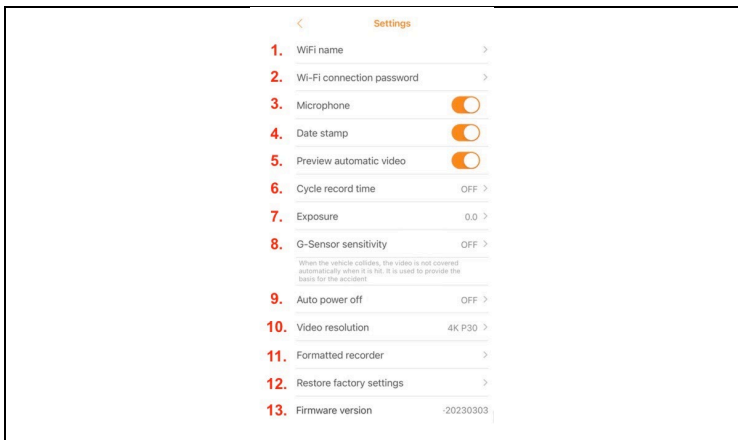 Settings
1. WiFi name
2. Wi-Fi connection password
3. Microphone
4. Date stamp
5. Preview automatic video
6. Cycle record time OFF
7. Exposure 0.0
8. G-Sensor sensitivity OFF
When the vehicle collides, the video is not covered
automatically when it is hit. It is used to provide the
basis for the accident
9. Auto power off OFF
10. Video resolution 4K P30
11. Formatted recorder
12. Restore factory settings
13. Firmware version -20230303